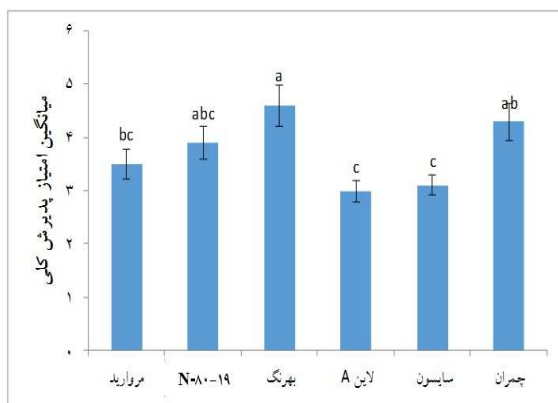 میانگین امتیاز پذیرش کلی
۶
۵
۴
۳
۲
۱
۰
bc
abc
a
c
c
ab
مروارید
N-۸۰-۱۹
بهرنگ
لاین A
سایسون
چمران